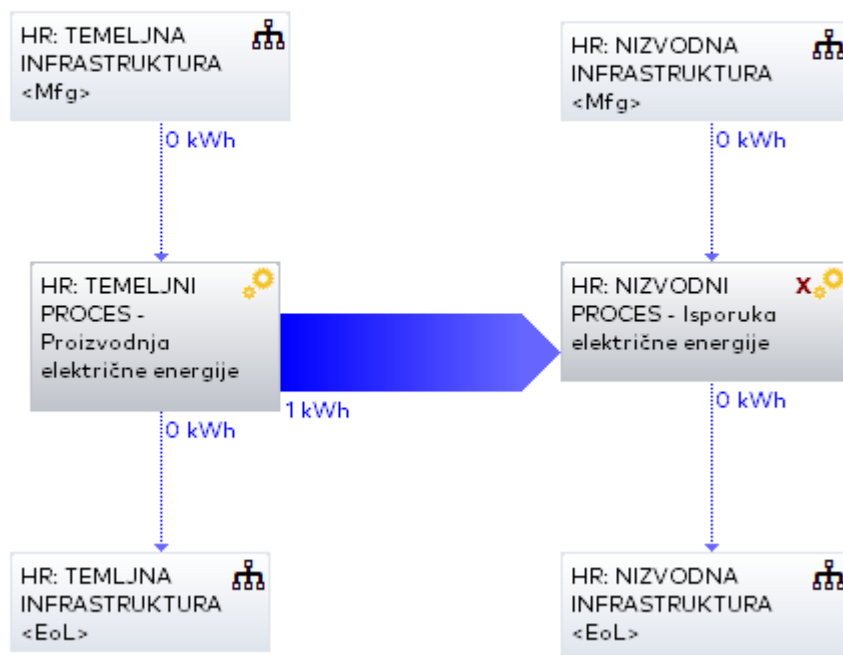 HR: TEMELJNA
INFRASTRUKTURA
<Mfg>
HR: NIZVODNA
INFRASTRUKTURA
<Mfg>
0 kWh
0 kWh
HR: TEMELJNI
PROCES -
Proizvodnja
električne energije
HR: NIZVODNI
PROCES - Isporuka
električne energije
X
1 kWh
0 kWh
0 kWh
HR: TEMLJNA
INFRASTRUKTURA
<EoL>
HR: NIZVODNA
INFRASTRUKTURA
<EoL>